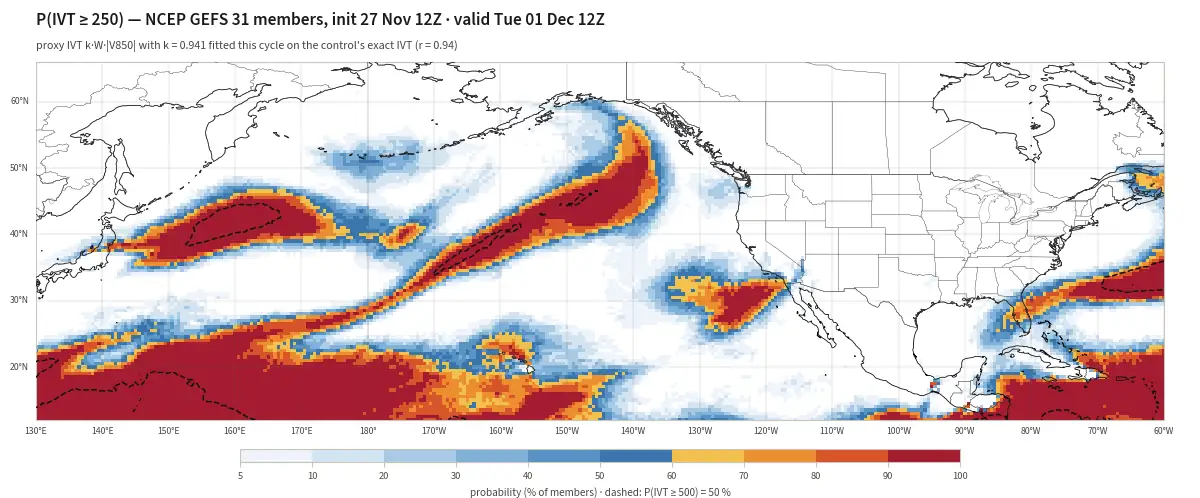 P(IVT ≥ 250) — NCEP GEFS 31 members, init 27 Nov 12Z · valid Tue 01 Dec 12Z
proxy IVT k·W·|V850| with k = 0.941 fitted this cycle on the control's exact IVT (r = 0.94)
60°N
50°N
40°N
30°N
20°N
130°E 140°E 150°E 160°E 170°E 180° 170°W 160°W 150°W 140°W 130°W 120°W 110°W 100°W 90°W 80°W 70°W 60°W
5 10 20 30 40 50 60 70 80 90 100
probability (% of members) · dashed: P(IVT ≥ 500) = 50 %